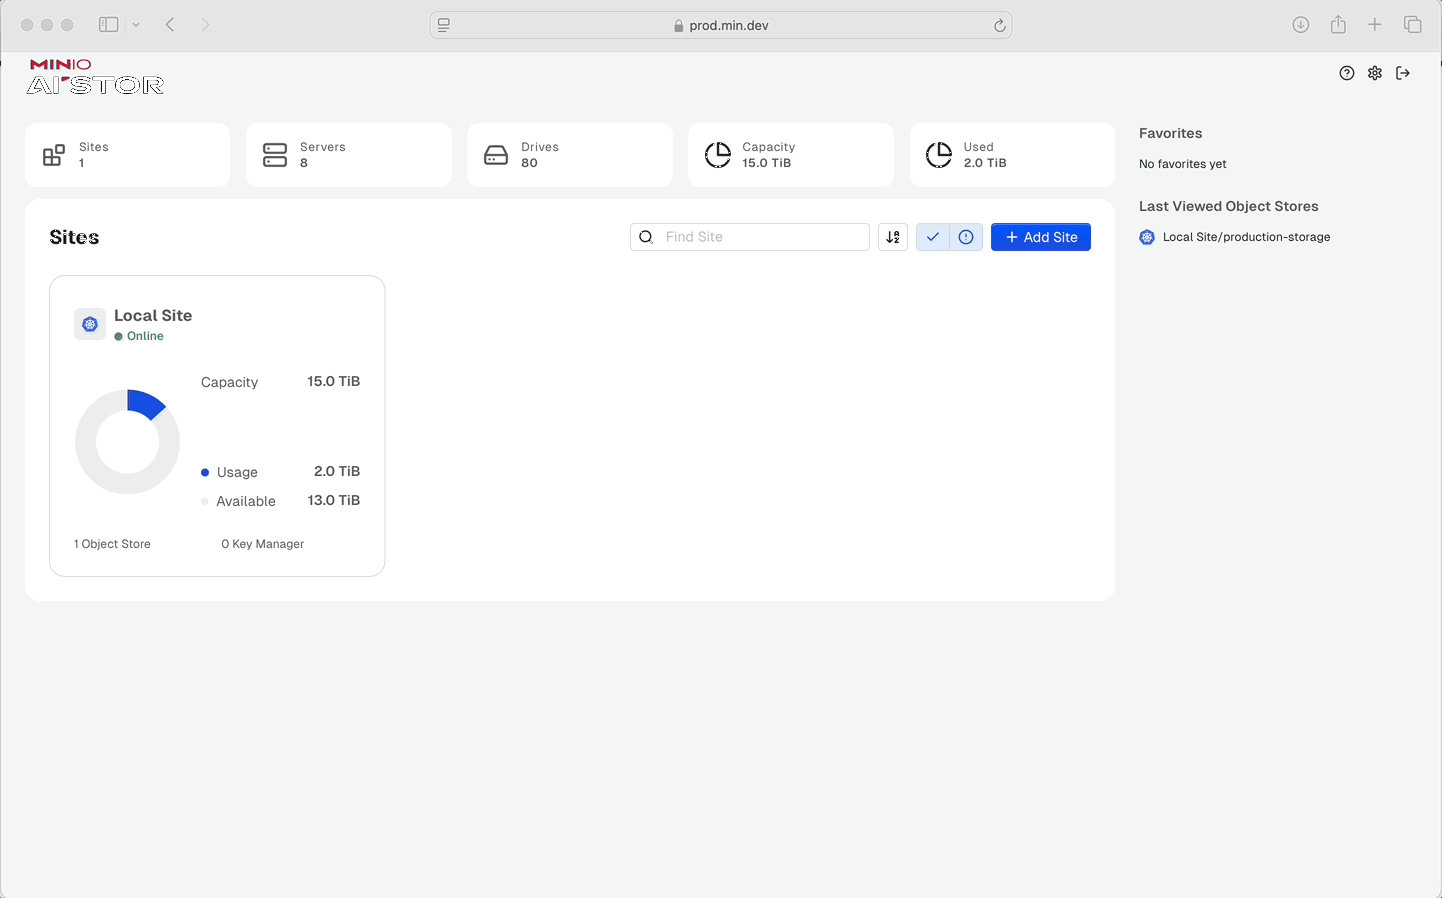 prod.min.dev
MINIO
AISTOR
Sites
1
Servers
8
Drives
80
Capacity
15.0 TiB
Used
2.0 TiB
Favorites
No favorites yet
Last Viewed Object Stores
Local Site/production-storage
Sites
Find Site
+ Add Site
Local Site
Online
Capacity 15.0 TiB
Usage 2.0 TiB
Available 13.0 TiB
1 Object Store 0 Key Manager